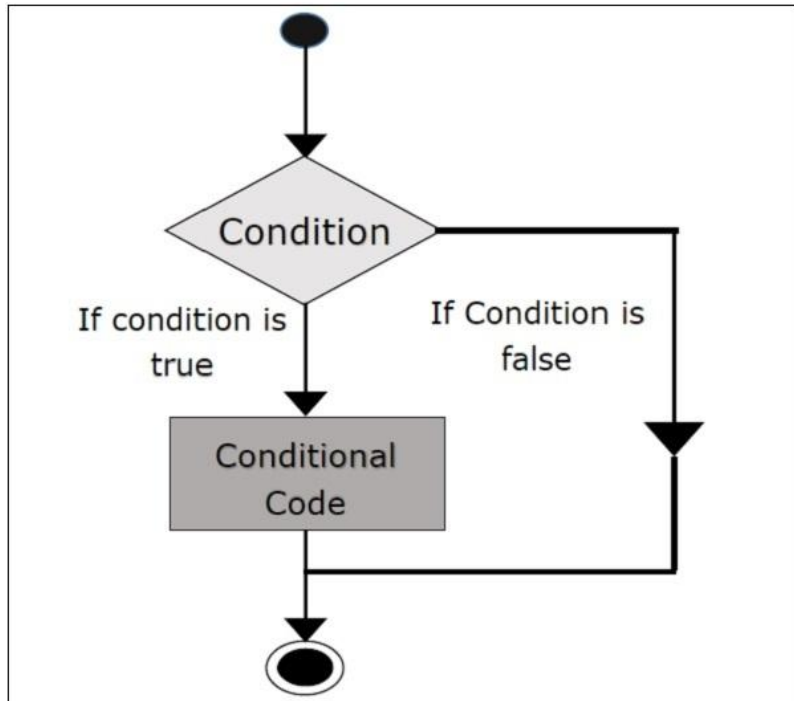 Condition
If condition is
true
If Condition is
false
Conditional
Code